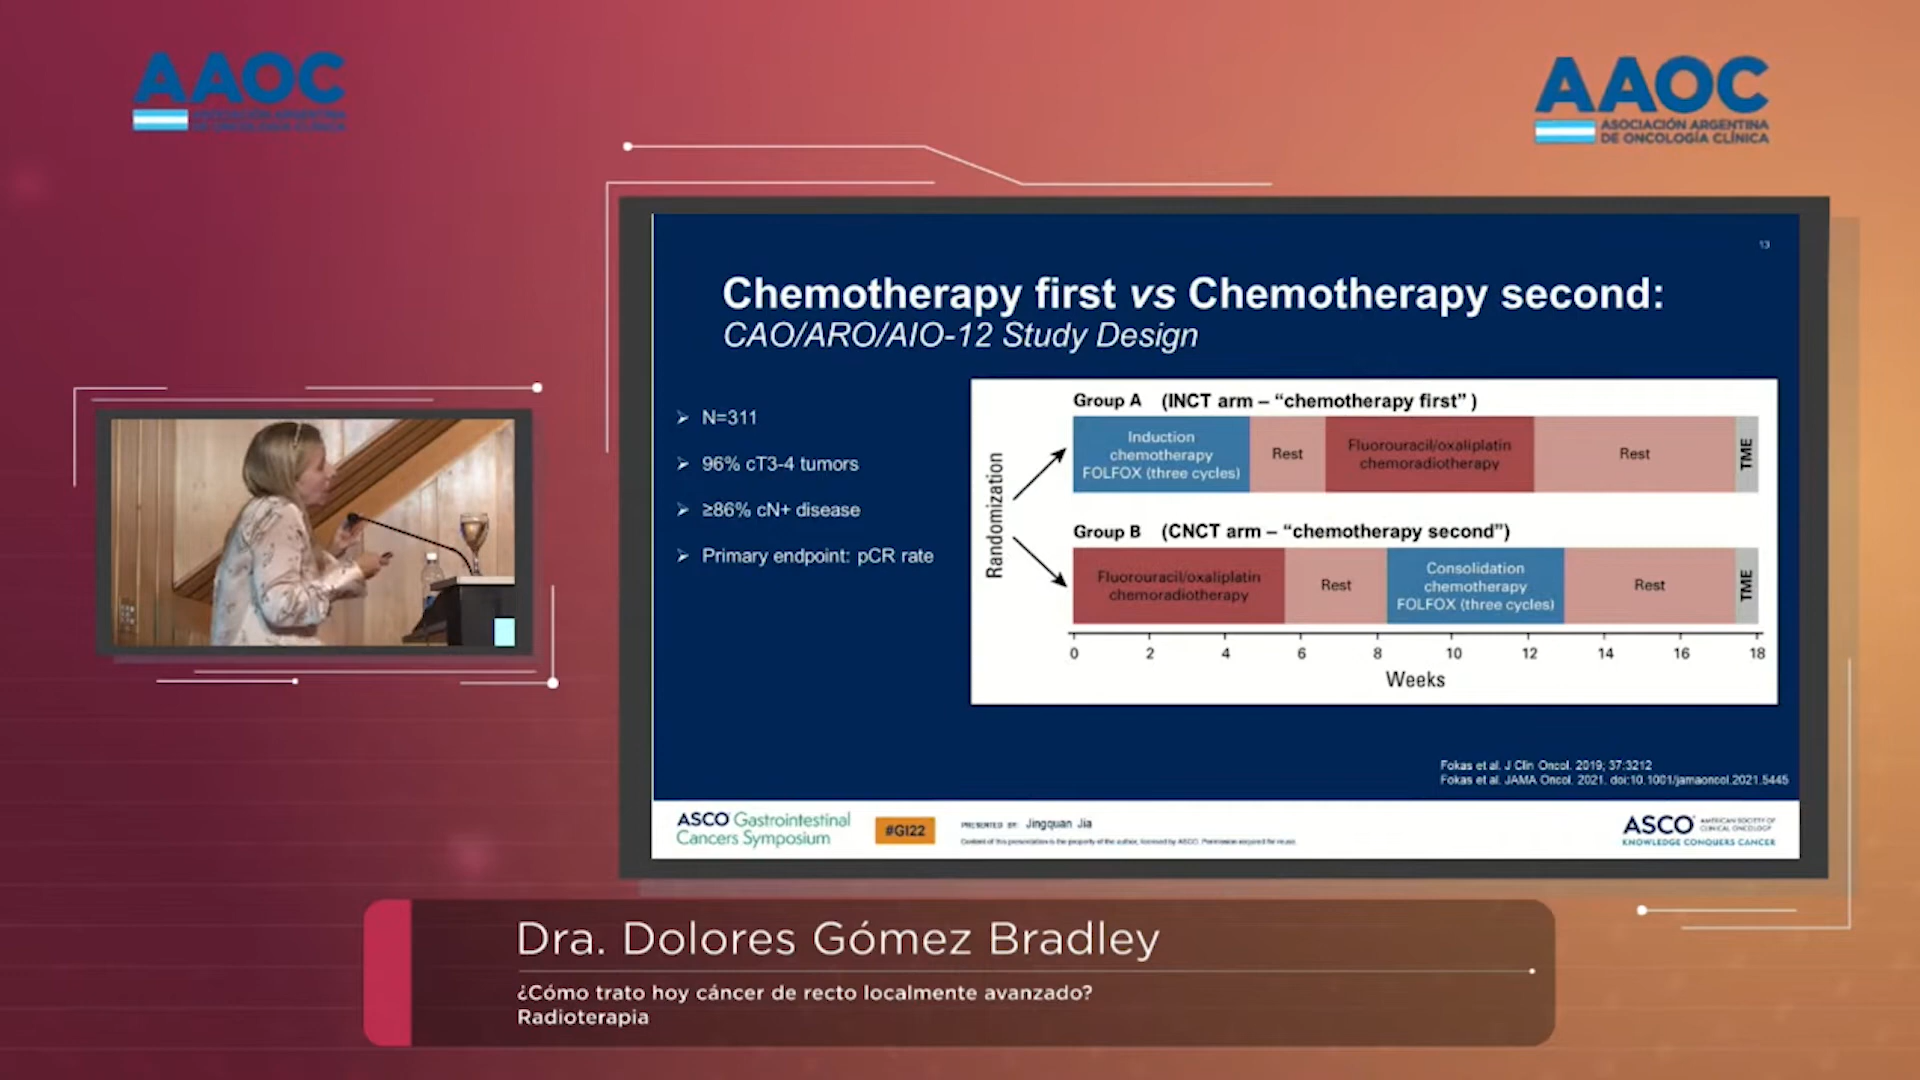 AAOC
ASOCIACIÓN ARGENTINA
DE ONCOLOGÍA CLÍNICA
AAOC
ASOCIACIÓN ARGENTINA
DE ONCOLOGÍA CLÍNICA
13
Chemotherapy first vs Chemotherapy second:
CAO/ARO/AIO-12 Study Design
➢ N=311
➢ 96% cT3-4 tumors
➢ ≥86% cN+ disease
➢ Primary endpoint: pCR rate
Randomization
Group A (INCT arm – “chemotherapy first” )
Induction
chemotherapy
FOLFOX (three cycles)
Rest
Fluorouracil/oxaliplatin
chemoradiotherapy
Rest
TME
Group B (CNCT arm – “chemotherapy second”)
Fluorouracil/oxaliplatin
chemoradiotherapy
Rest
Consolidation
chemotherapy
FOLFOX (three cycles)
Rest
TME
0 2 4 6 8 10 12 14 16 18
Weeks
Fokas et al. J Clin Oncol. 2019; 37:3212
Fokas et al. JAMA Oncol. 2021. doi:10.1001/jamaoncol.2021.5445
ASCO Gastrointestinal
Cancers Symposium
#GI22
PRESENTED BY: Jingquan Jia
Content of this presentation is the property of the author, licensed by ASCO. Permission required for reuse.
ASCO AMERICAN SOCIETY OF
CLINICAL ONCOLOGY
KNOWLEDGE CONQUERS CANCER
Dra. Dolores Gómez Bradley
¿Cómo trato hoy cáncer de recto localmente avanzado?
Radioterapia